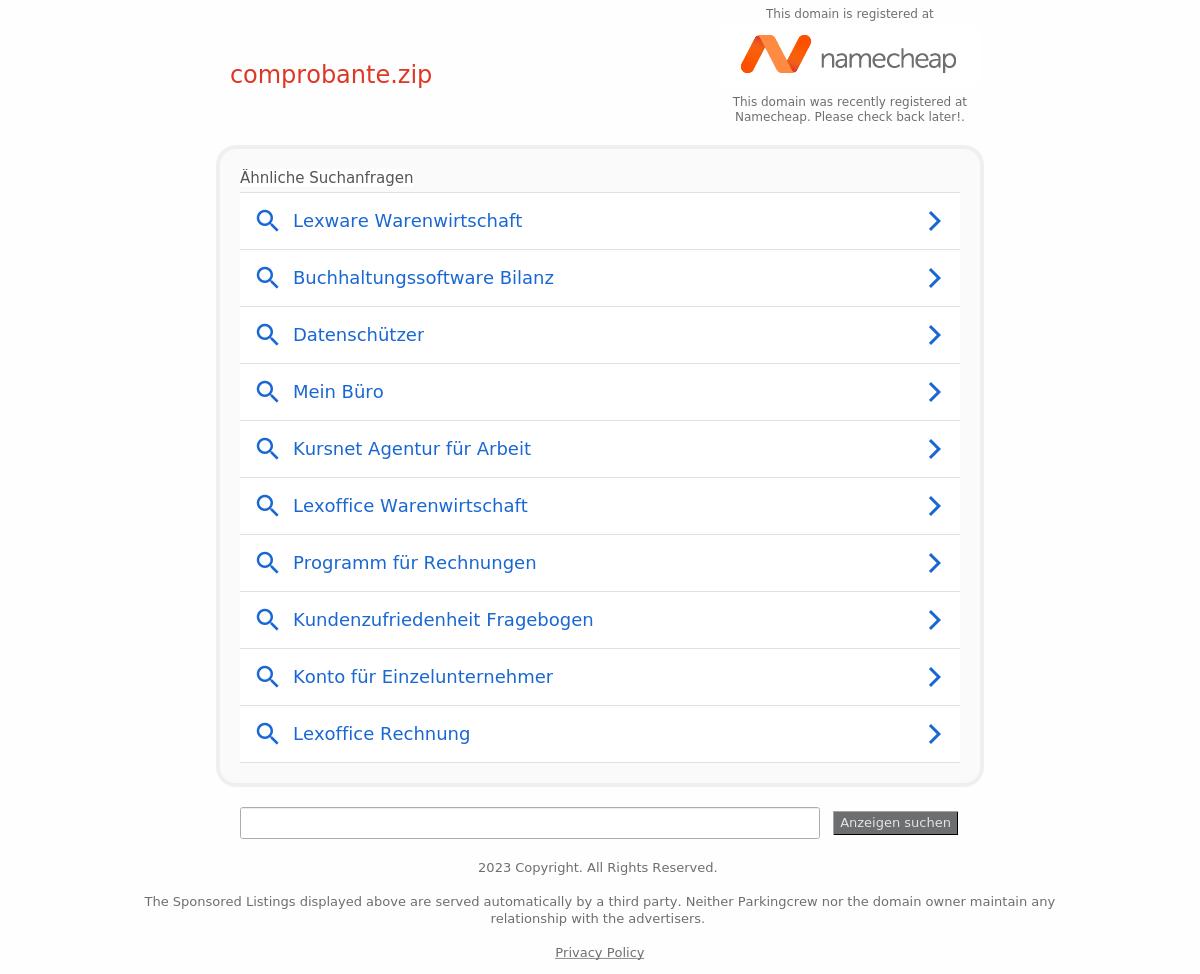 This domain is registered at
namecheap
comprobante.zip
This domain was recently registered at
Namecheap. Please check back later!.
Ähnliche Suchanfragen
Lexware Warenwirtschaft
Buchhaltungssoftware Bilanz
Datenschützer
Mein Büro
Kursnet Agentur für Arbeit
Lexoffice Warenwirtschaft
Programm für Rechnungen
Kundenzufriedenheit Fragebogen
Konto für Einzelunternehmer
Lexoffice Rechnung
Anzeigen suchen
2023 Copyright. All Rights Reserved.
The Sponsored Listings displayed above are served automatically by a third party. Neither Parkingcrew nor the domain owner maintain any
relationship with the advertisers.
Privacy Policy